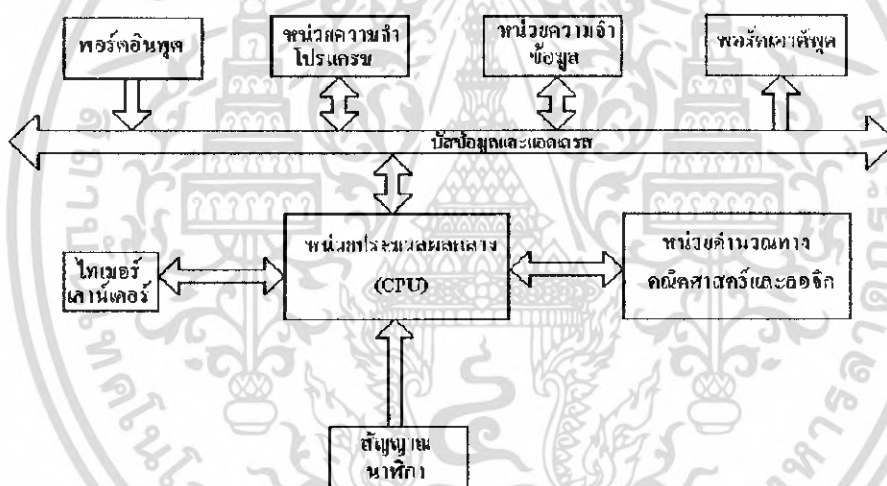 พอร์ตอินพุต
หน่วยความจำ
โปรแกรม
หน่วยความจำ
ข้อมูล
พอร์ตเอาต์พุต
บัสข้อมูลและแอดเดรส
หน่วยประมวลผลกลาง
(CPU)
ไทเมอร์
เคาน์เตอร์
หน่วยคำนวณทาง
คณิตศาสตร์และลอจิก
สัญญาณ
นาฬิกา